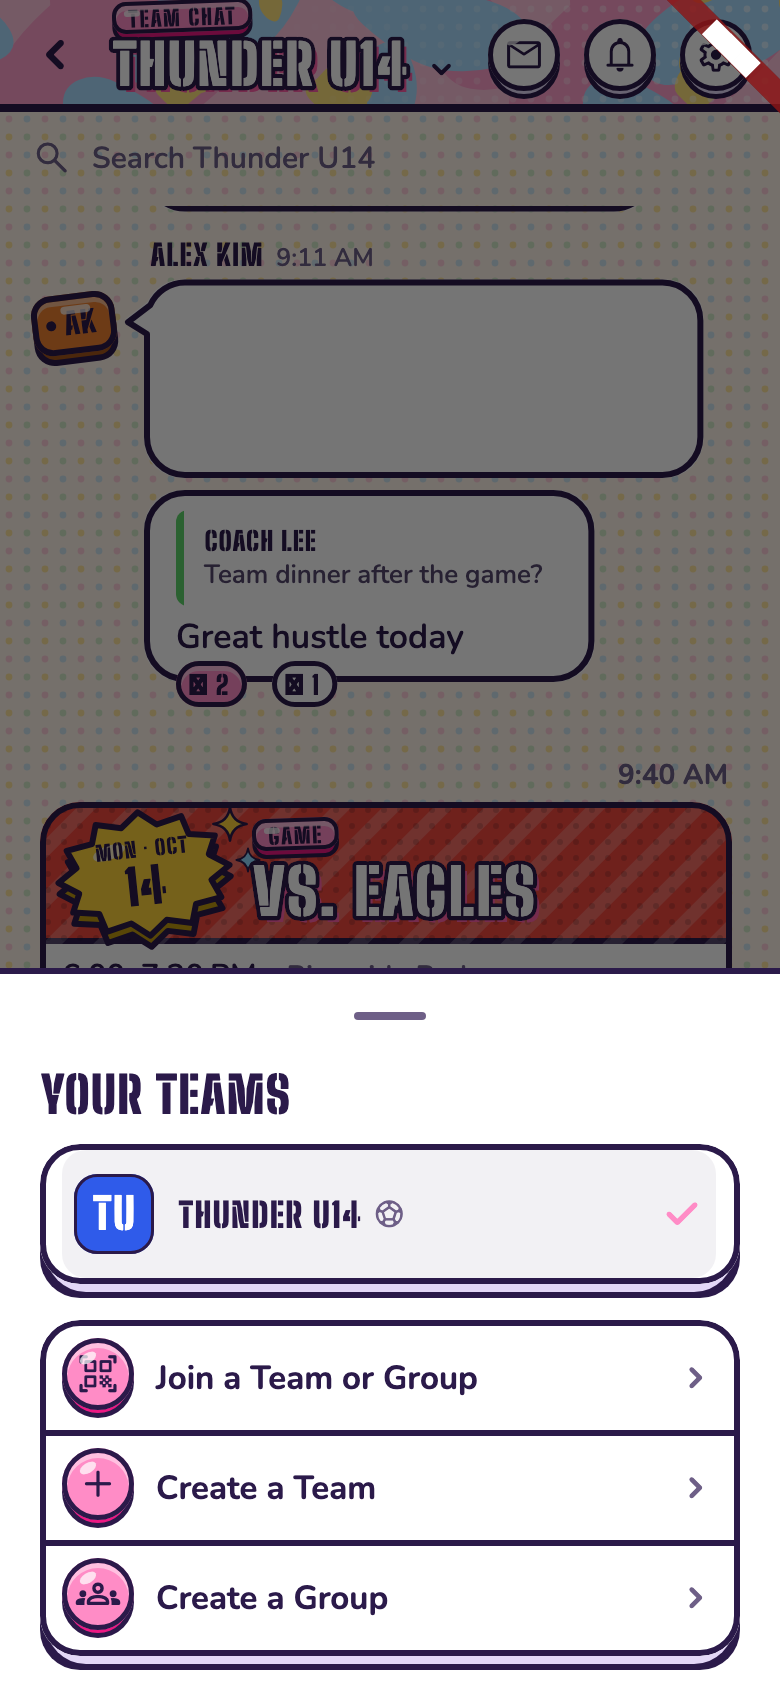 TEAM CHAT
THUNDER U14
Search Thunder U14
ALEX KIM 9:11 AM
AK
COACH LEE
Team dinner after the game?
Great hustle today
2
1
9:40 AM
MON · OCT
14
GAME
VS. EAGLES
YOUR TEAMS
TU
THUNDER U14
Join a Team or Group
Create a Team
Create a Group